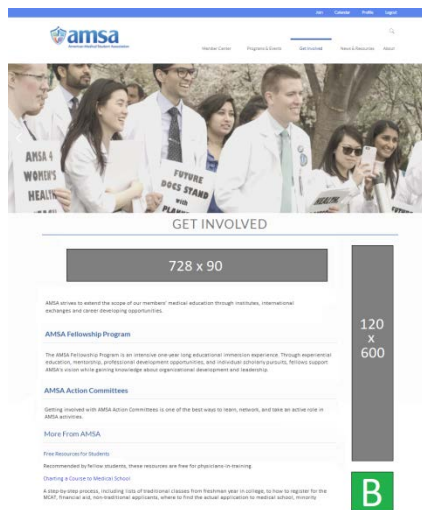 Join Calendar Profile Logout
amsa
American Medical Student Association
Member Center Programs & Events Get Involved News & Resources About
AMSA 4
WOMEN'S
HEALTH
FUTURE
DOCS STAND
with
GET INVOLVED
728 x 90
120
x
600
AMSA strives to extend the scope of our members' medical education through institutes, international
exchanges and career developing opportunities.
AMSA Fellowship Program
The AMSA Fellowship Program is an intensive one-year long educational immersion experience. Through experiential
education, mentorship, professional development opportunities, and individual scholarly pursuits, fellows support
AMSA's vision while gaining knowledge about organizational development and leadership.
AMSA Action Committees
Getting involved with AMSA Action Committees is one of the best ways to learn, network, and take an active role in
AMSA activities.
More From AMSA
Free Resources for Students
Recommended by fellow students, these resources are free for physicians-in-training
Charting a Course to Medical School
A step-by-step process, including lists of traditional classes from freshmen year in college, to how to register for the
MCAT, financial aid, non-traditional applicants, where to find the actual application to medical school, minority
B